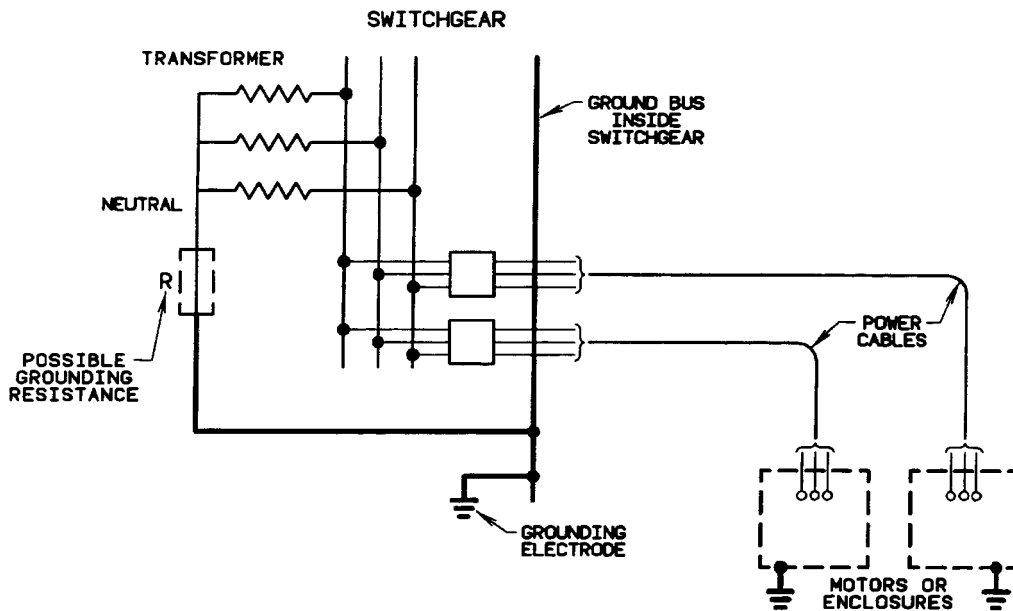 SWITCHGEAR
TRANSFORMER
GROUND BUS
INSIDE
SWITCHGEAR
NEUTRAL
R
POSSIBLE
GROUNDING
RESISTANCE
POWER
CABLES
GROUNDING
ELECTRODE
MOTORS OR
ENCLOSURES